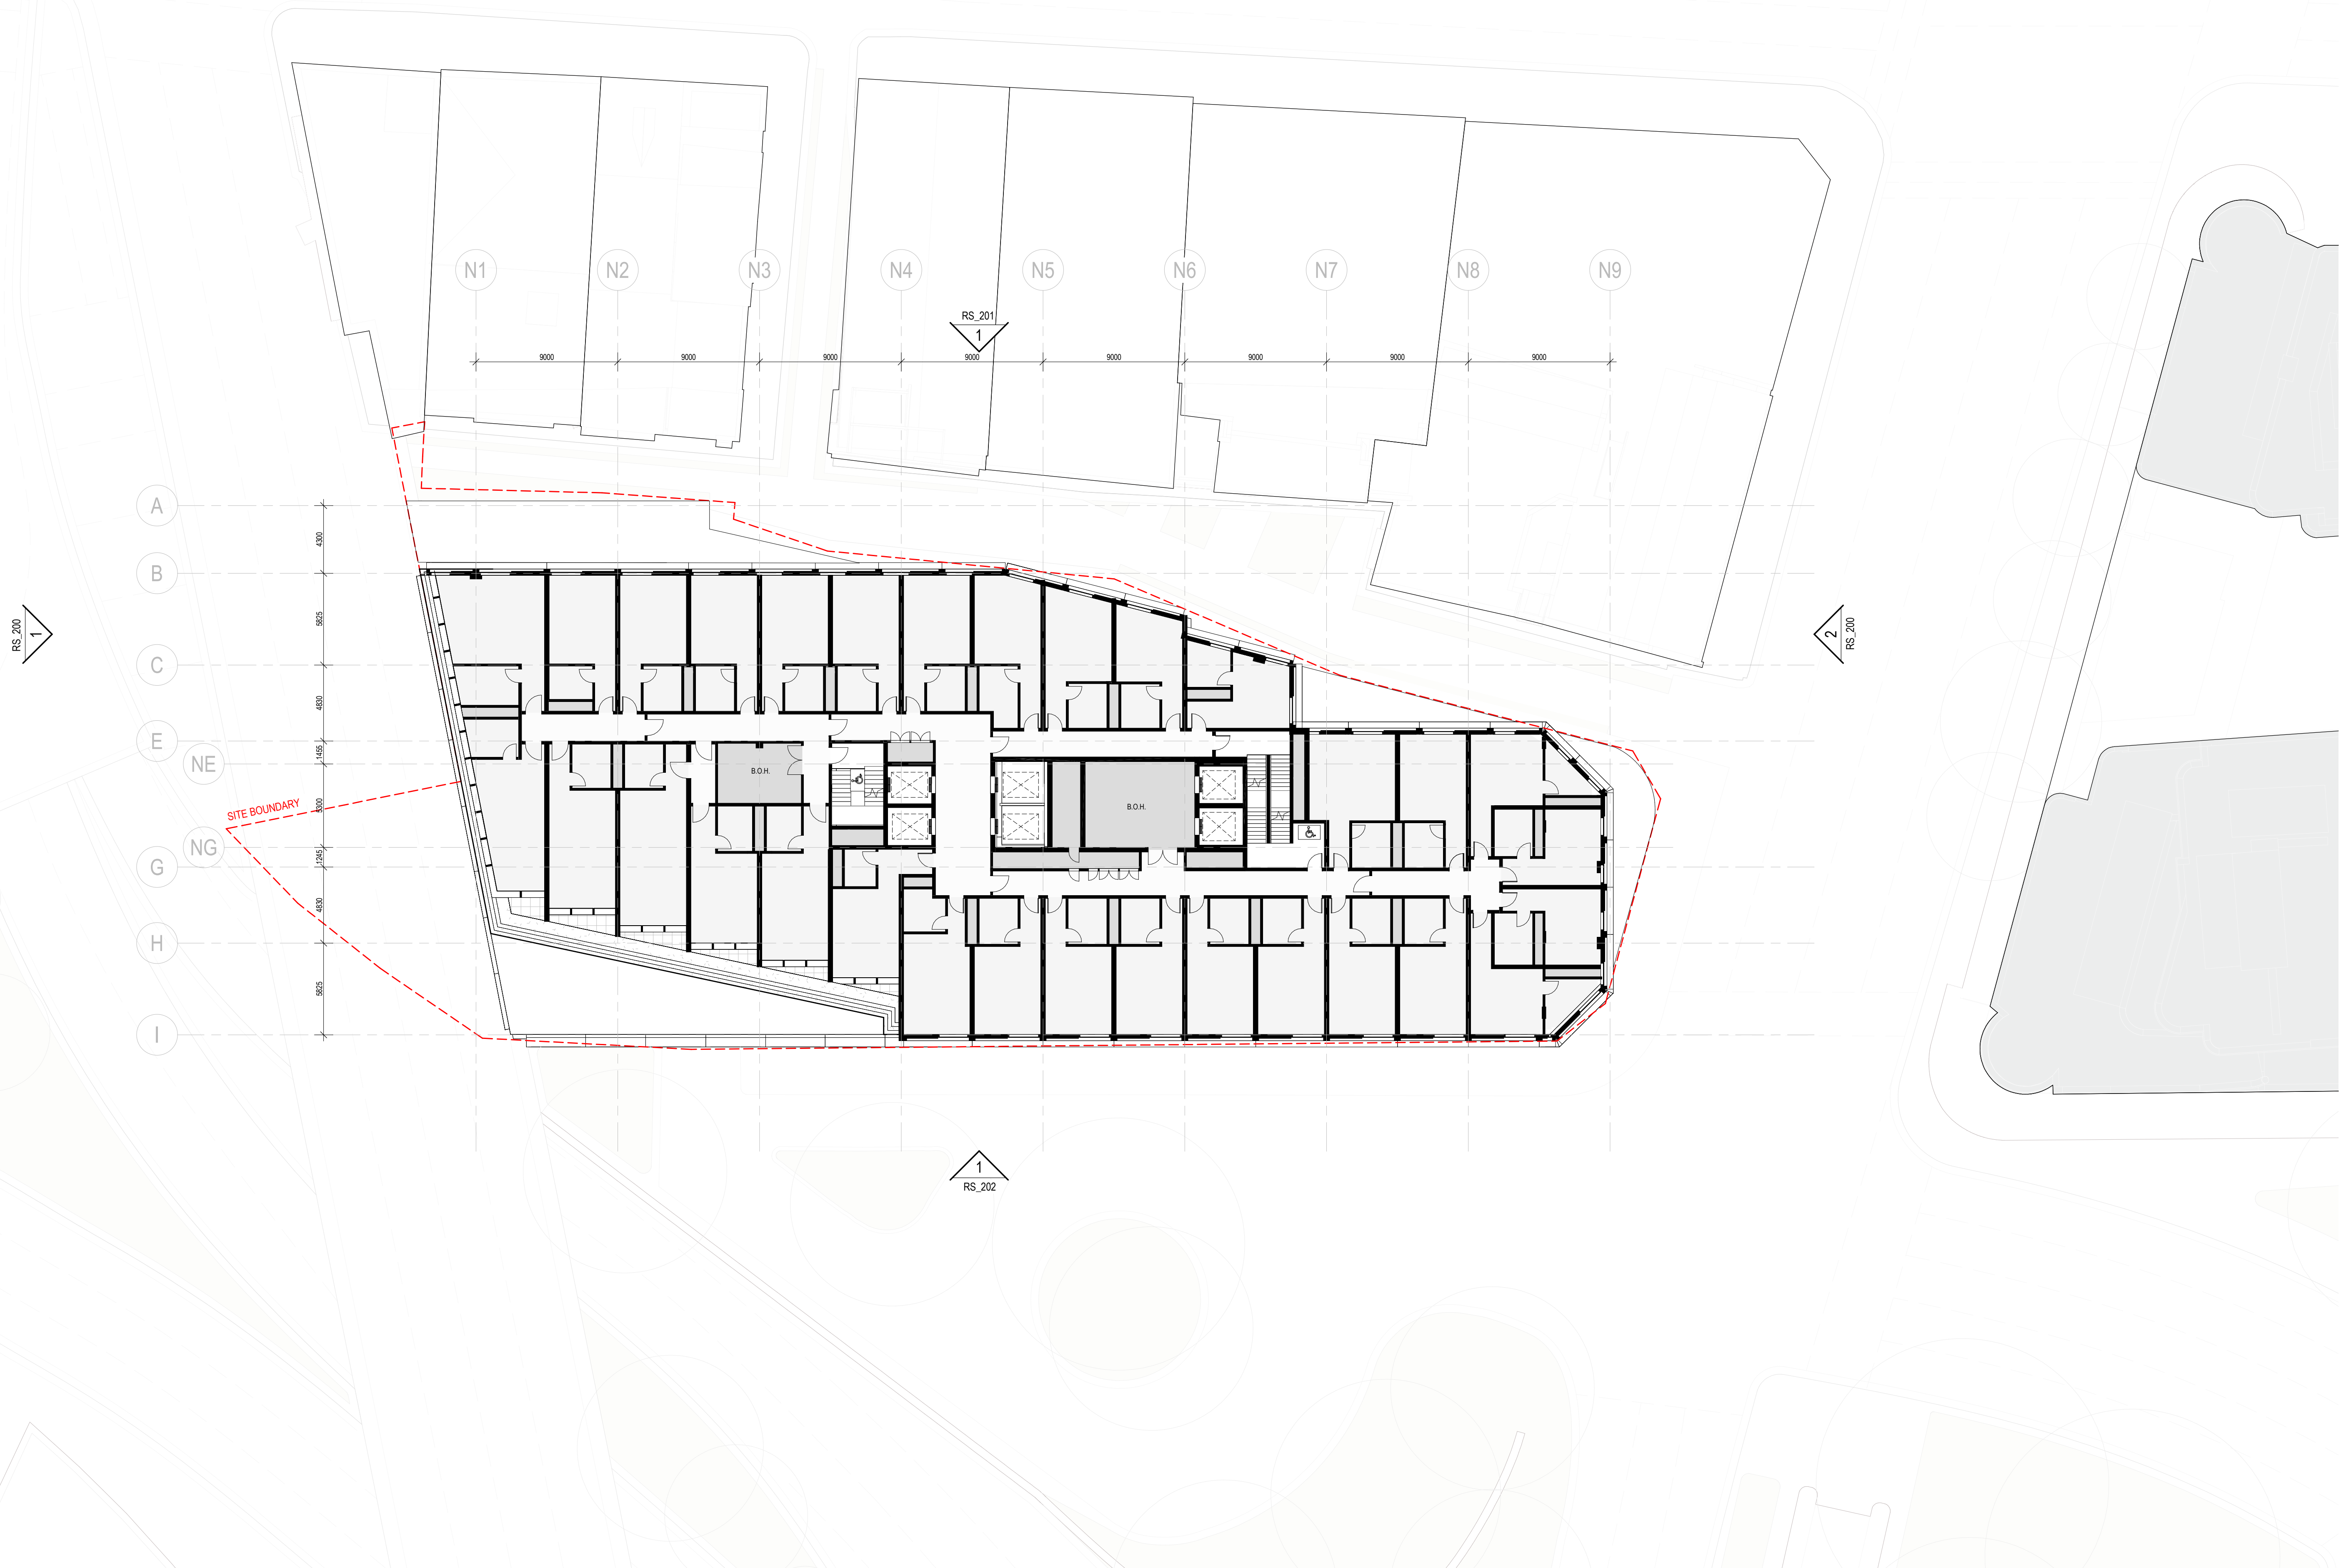 N1 N2 N3 N4 N5 N6 N7 N8 N9
RS_201
1
9000 9000 9000 9000 9000 9000 9000 9000
A
4300
B
5825
RS_200
1
2
RS_200
C
4830
E
1455
NE
B.O.H.
5300
B.O.H.
SITE BOUNDARY
NG
1245
G
4830
H
5825
I
1
RS_202